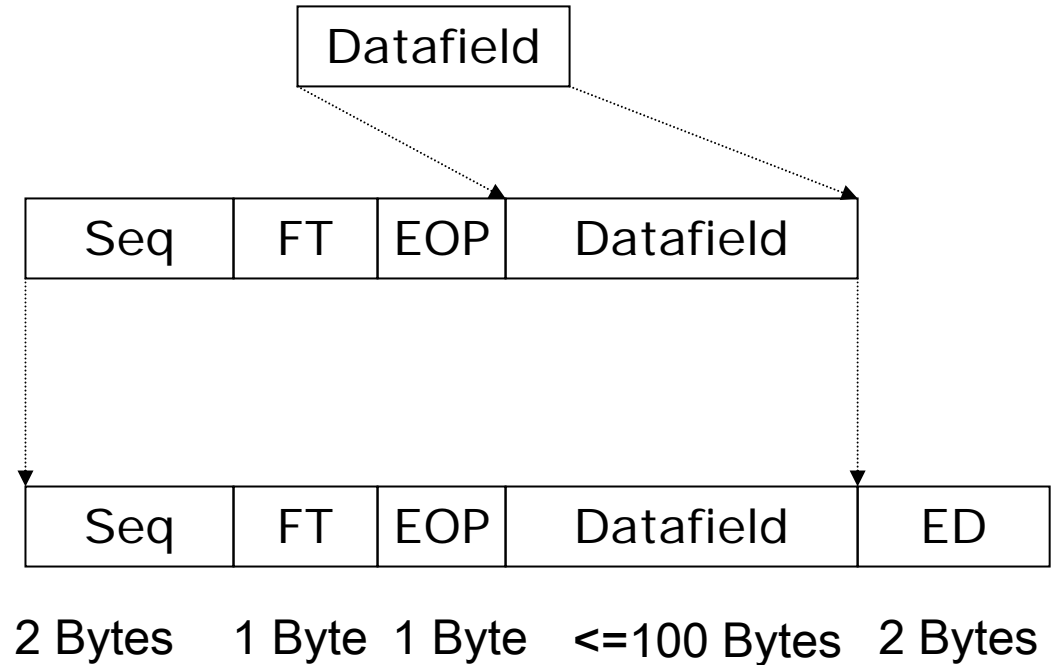 Datafield
Seq FT EOP Datafield
Seq FT EOP Datafield ED
2 Bytes 1 Byte 1 Byte <=100 Bytes 2 Bytes